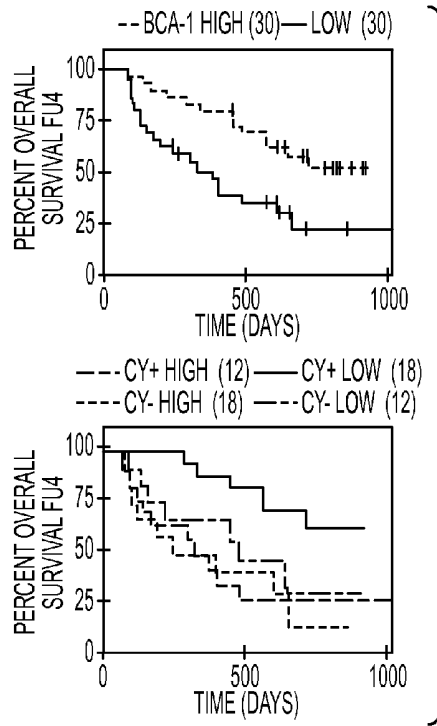 BCA-1 HIGH (30) LOW (30)
PERCENT OVERALL
SURVIVAL FU4
100
75
50
25
0
0 500 1000
TIME (DAYS)
CY+ HIGH (12) CY+ LOW (18)
CY- HIGH (18) CY- LOW (12)
PERCENT OVERALL
SURVIVAL FU4
100
75
50
25
0
0 500 1000
TIME (DAYS)